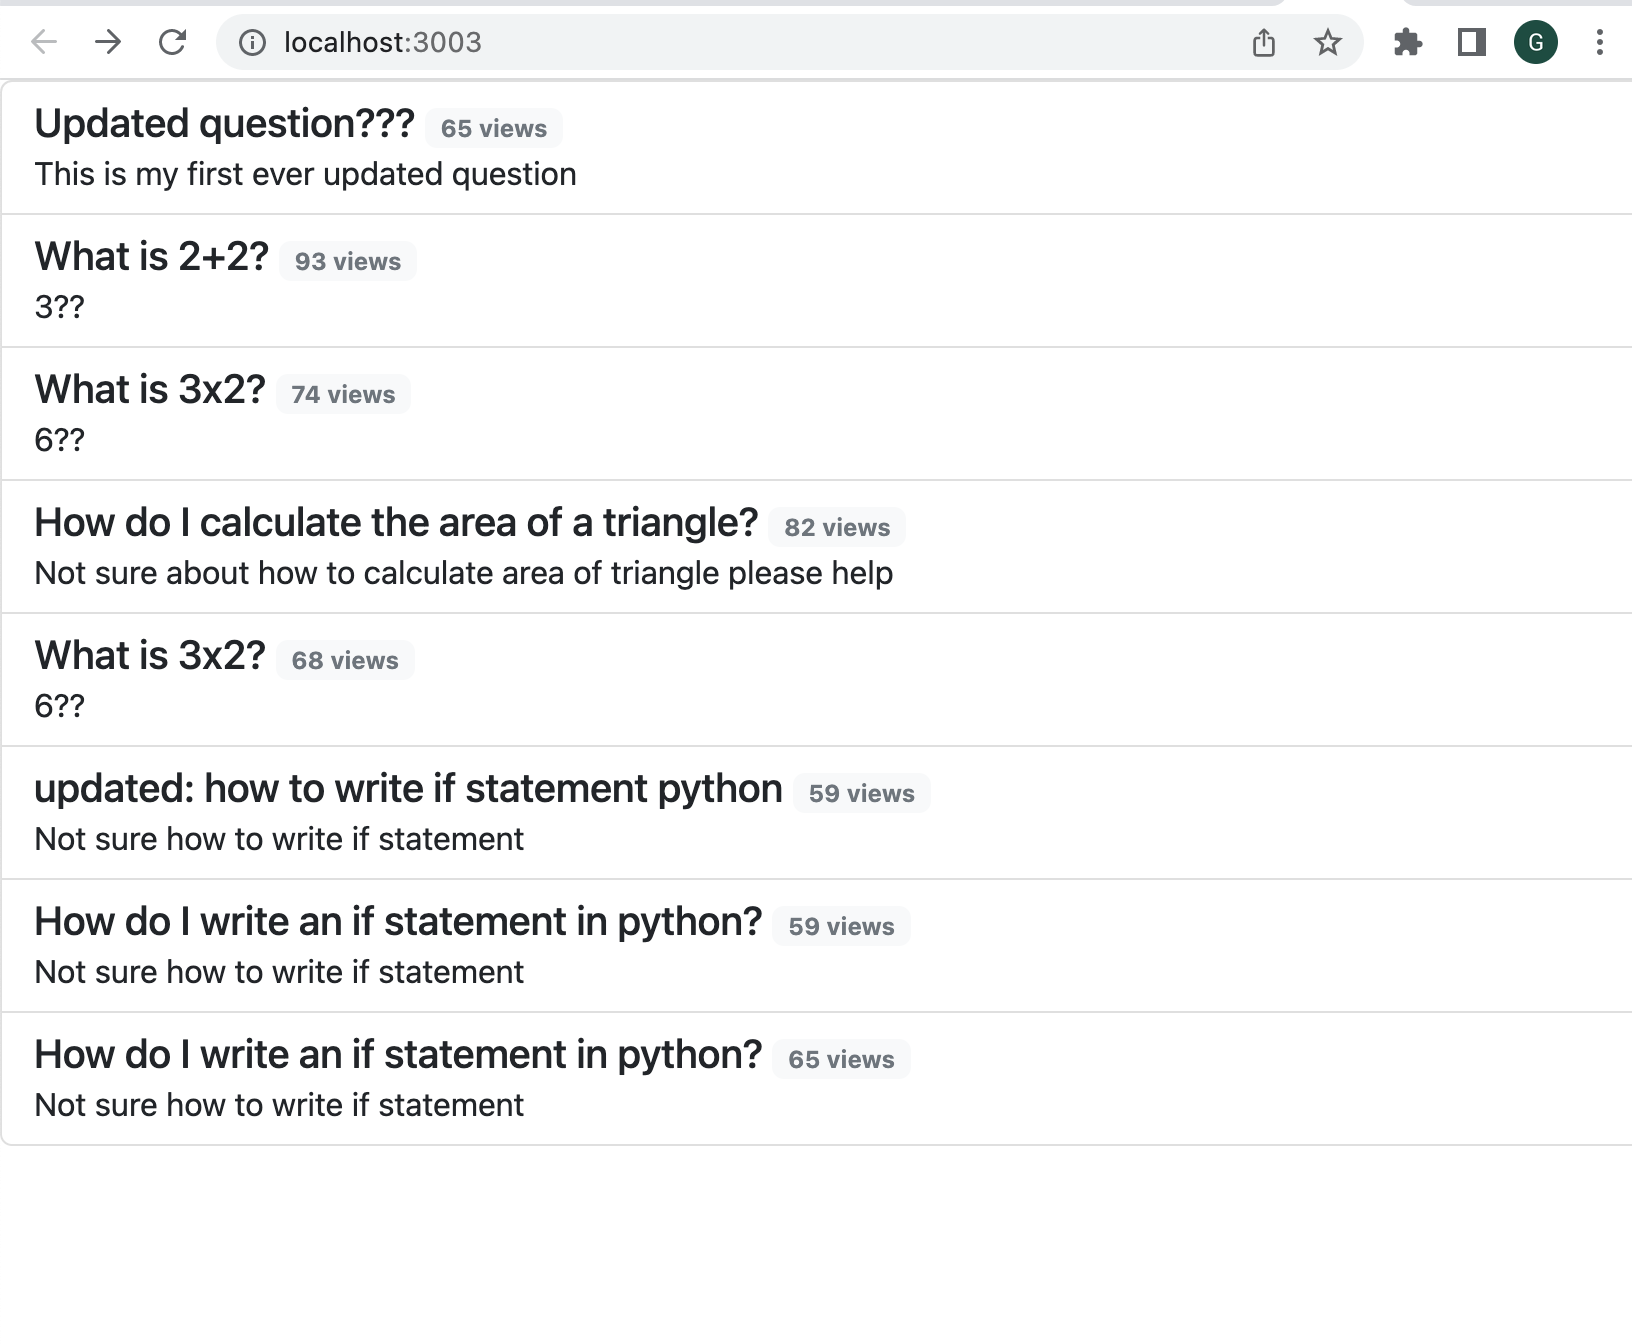 localhost:3003
G
Updated question??? 65 views
This is my first ever updated question
What is 2+2? 93 views
3??
What is 3x2? 74 views
6??
How do I calculate the area of a triangle? 82 views
Not sure about how to calculate area of triangle please help
What is 3x2? 68 views
6??
updated: how to write if statement python 59 views
Not sure how to write if statement
How do I write an if statement in python? 59 views
Not sure how to write if statement
How do I write an if statement in python? 65 views
Not sure how to write if statement